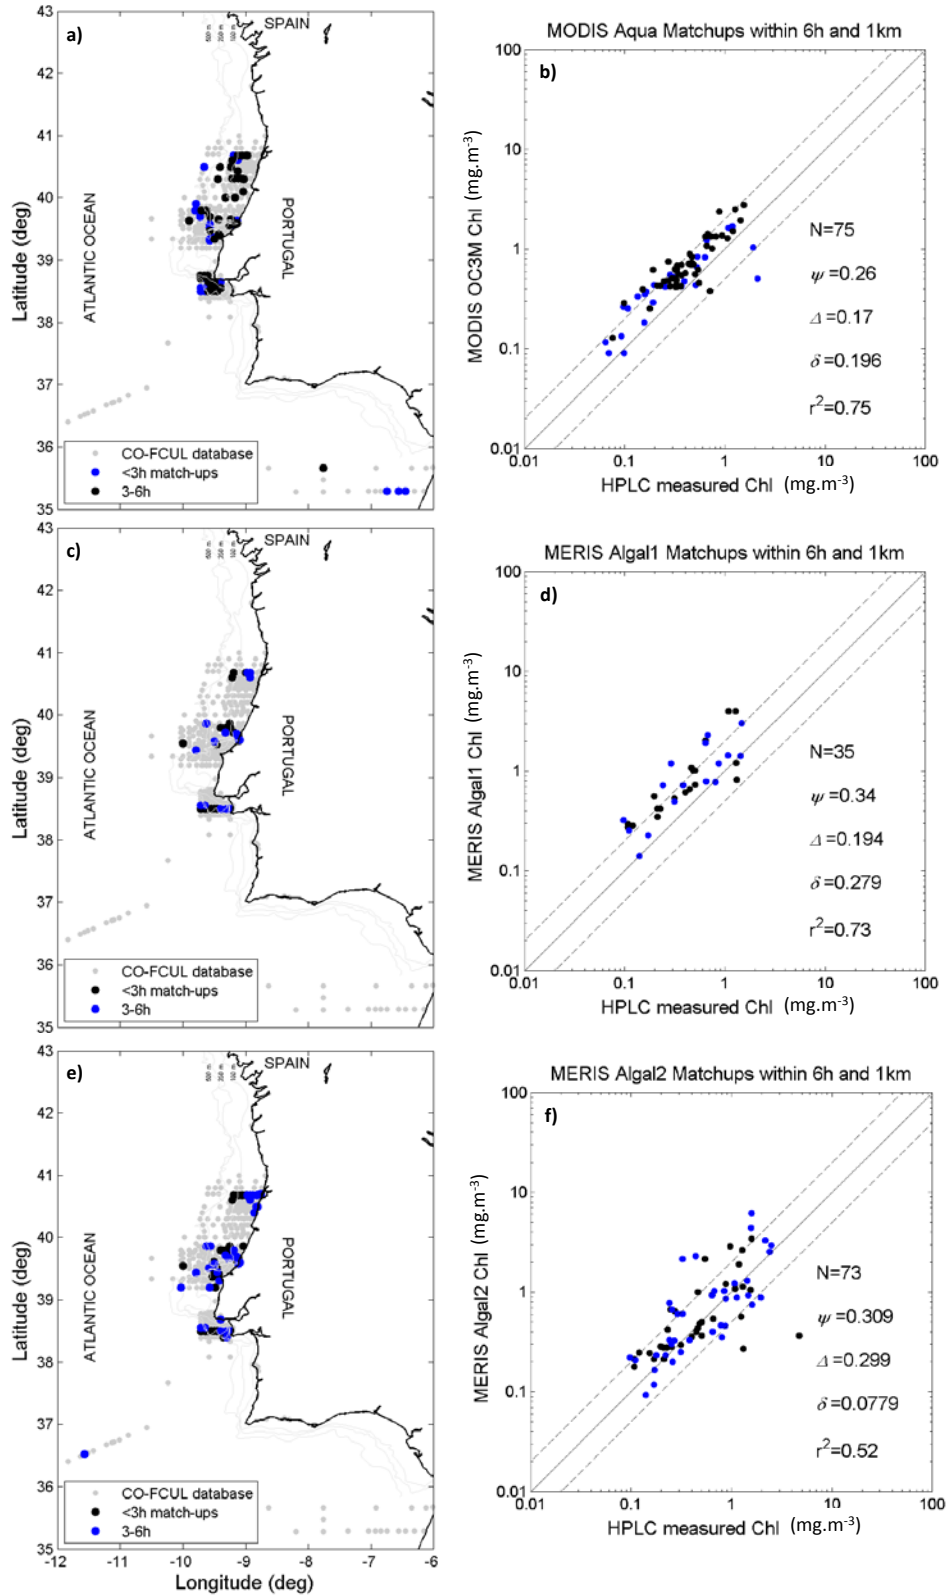 a)
43
42
41
40
39
38
37
36
35
Latitude (deg)
SPAIN
500 m
200 m
100 m
ATLANTIC OCEAN
PORTUGAL
CO-FCUL database
<3h match-ups
3-6h
MODIS Aqua Matchups within 6h and 1km
b)
100
10
1
0.1
0.01
MODIS OC3M Chl (mg.m-3)
N=75
ψ=0.26
Δ=0.17
δ=0.196
r2=0.75
0.01 0.1 1 10 100
HPLC measured Chl (mg.m-3)
c)
43
42
41
40
39
38
37
36
35
Latitude (deg)
SPAIN
500 m
200 m
100 m
ATLANTIC OCEAN
PORTUGAL
CO-FCUL database
<3h match-ups
3-6h
MERIS Algal1 Matchups within 6h and 1km
d)
100
10
1
0.1
0.01
MERIS Algal1 Chl (mg.m-3)
N=35
ψ=0.34
Δ=0.194
δ=0.279
r2=0.73
0.01 0.1 1 10 100
HPLC measured Chl (mg.m-3)
e)
43
42
41
40
39
38
37
36
35
Latitude (deg)
SPAIN
500 m
200 m
100 m
ATLANTIC OCEAN
PORTUGAL
CO-FCUL database
<3h match-ups
3-6h
-12 -11 -10 -9 -8 -7 -6
Longitude (deg)
MERIS Algal2 Matchups within 6h and 1km
f)
100
10
1
0.1
0.01
MERIS Algal2 Chl (mg.m-3)
N=73
ψ=0.309
Δ=0.299
δ=0.0779
r2=0.52
0.01 0.1 1 10 100
HPLC measured Chl (mg.m-3)